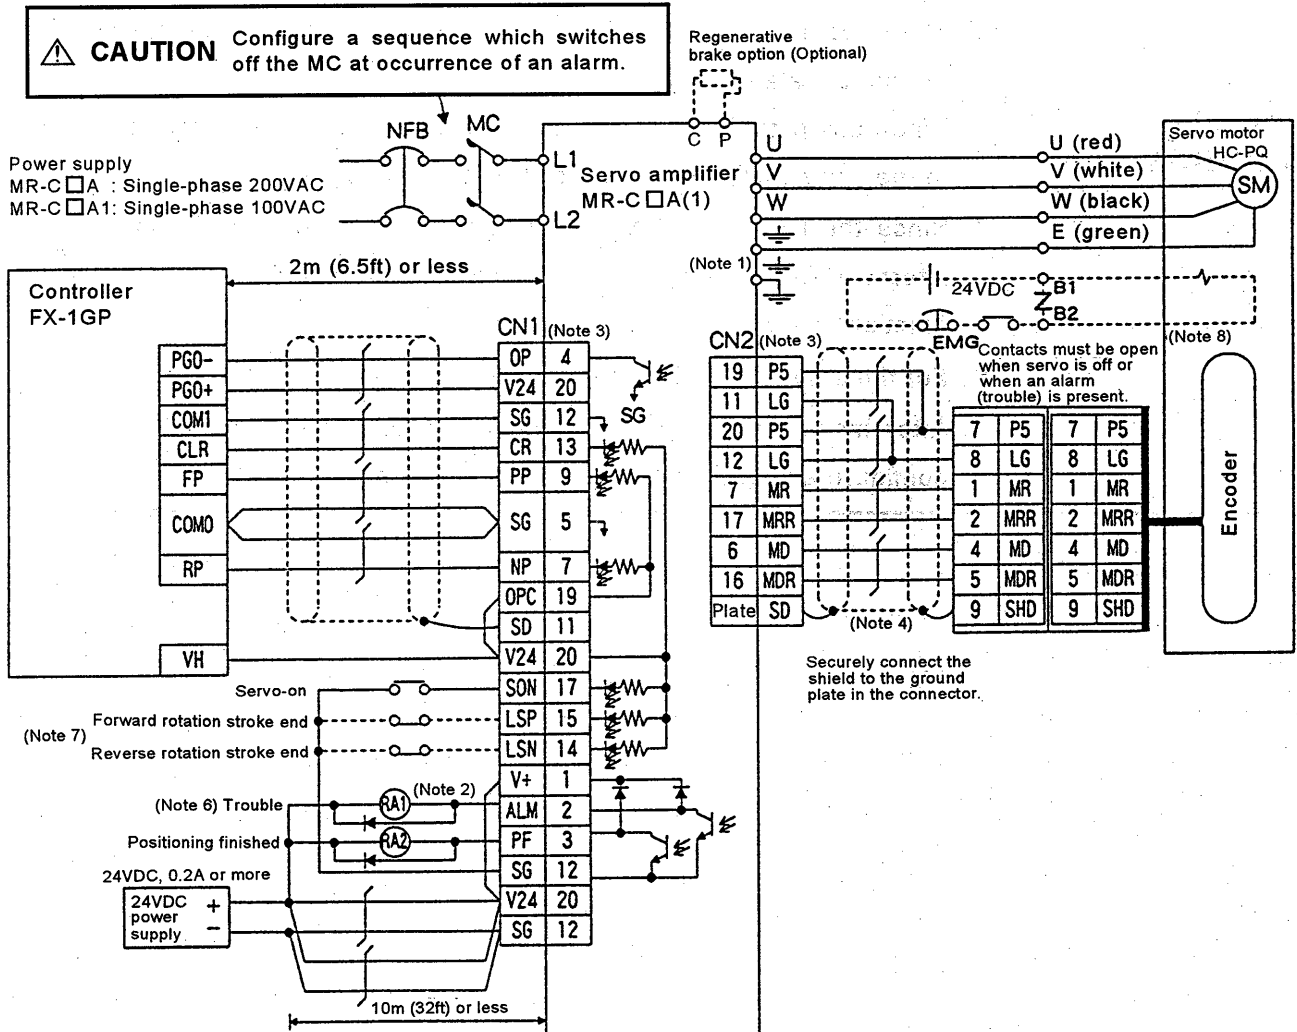 CAUTION Configure a sequence which switches
off the MC at occurrence of an alarm.
Regenerative
brake option (Optional)
NFB MC
C P
Power supply
MR-C□A : Single-phase 200VAC
MR-C□A1: Single-phase 100VAC
L1
L2
Servo amplifier
MR-C□A(1)
U
V
W
U (red)
V (white)
W (black)
E (green)
Servo motor
HC-PQ
SM
(Note 1)
2m (6.5ft) or less
Controller
FX-1GP
24VDC
B1
B2
EMG
(Note 8)
Contacts must be open
when servo is off or
when an alarm
(trouble) is present.
CN1 (Note 3)
PG0- OP 4
PG0+ V24 20
COM1 SG 12
CLR CR 13
FP PP 9
COM0 SG 5
RP NP 7
OPC 19
SD 11
VH V24 20
SG
Servo-on SON 17
Forward rotation stroke end LSP 15
(Note 7)
Reverse rotation stroke end LSN 14
V+ 1
(Note 6) Trouble RA1 (Note 2) ALM 2
Positioning finished RA2 PF 3
SG 12
24VDC, 0.2A or more
24VDC
power
supply
+
−
V24 20
SG 12
10m (32ft) or less
CN2 (Note 3)
19 P5
11 LG
20 P5 7 P5 7 P5
12 LG 8 LG 8 LG
7 MR 1 MR 1 MR
17 MRR 2 MRR 2 MRR
6 MD 4 MD 4 MD
16 MDR 5 MDR 5 MDR
Plate SD 9 SHD 9 SHD
(Note 4)
Encoder
Securely connect the
shield to the ground
plate in the connector.